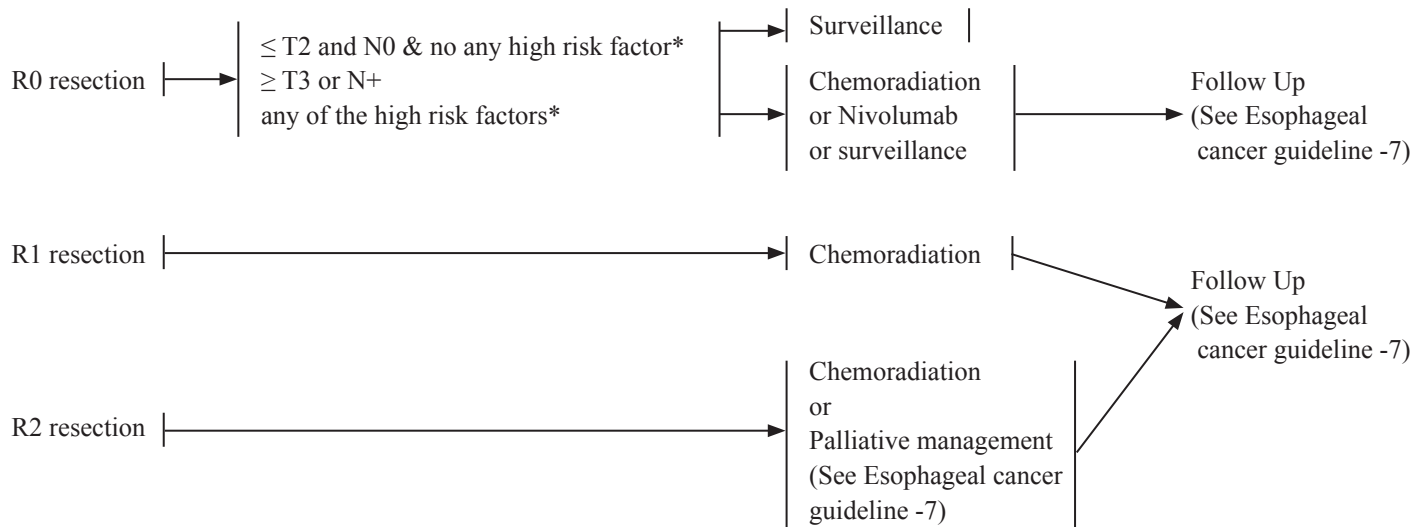 R0 resection
≤ T2 and N0 & no any high risk factor*
≥ T3 or N+
any of the high risk factors*
Surveillance
Chemoradiation
or Nivolumab
or surveillance
Follow Up
(See Esophageal
cancer guideline -7)
R1 resection
Chemoradiation
Follow Up
(See Esophageal
cancer guideline -7)
R2 resection
Chemoradiation
or
Palliative management
(See Esophageal cancer
guideline -7)